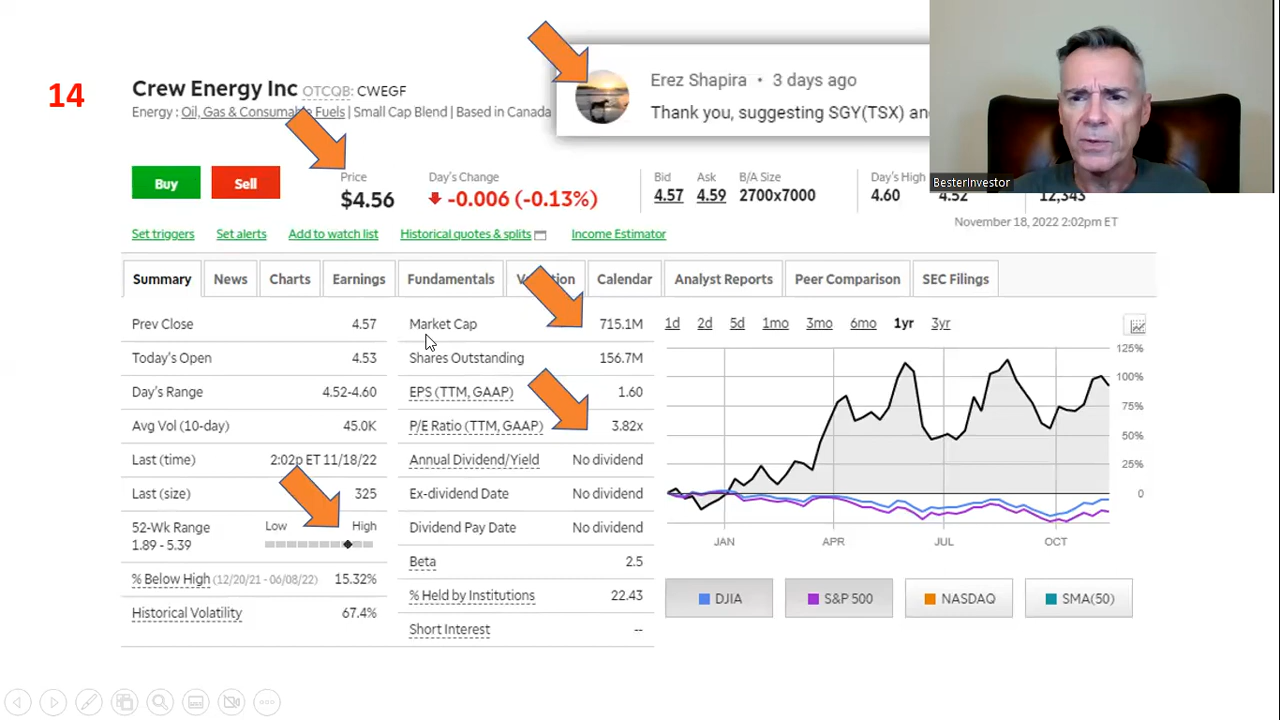 14
Crew Energy Inc OTCQB: CWEGF
Energy : Oil, Gas & Consumable Fuels | Small Cap Blend | Based in Canada
Erez Shapira • 3 days ago
Thank you, suggesting SGY(TSX) an
BesterInvestor
Buy
Sell
Price
$4.56
Day's Change
-0.006 (-0.13%)
Bid
4.57
Ask
4.59
B/A Size
2700x7000
Day's High
4.60
4.52
12,343
November 18, 2022 2:02pm ET
Set triggers
Set alerts
Add to watch list
Historical quotes & splits
Income Estimator
Summary
News
Charts
Earnings
Fundamentals
Calendar
Analyst Reports
Peer Comparison
SEC Filings
Prev Close 4.57
Today's Open 4.53
Day's Range 4.52-4.60
Avg Vol (10-day) 45.0K
Last (time) 2:02p ET 11/18/22
Last (size) 325
52-Wk Range Low High
1.89 - 5.39
% Below High (12/20/21 - 06/08/22) 15.32%
Historical Volatility 67.4%
Market Cap 715.1M
Shares Outstanding 156.7M
EPS (TTM, GAAP) 1.60
P/E Ratio (TTM, GAAP) 3.82x
Annual Dividend/Yield No dividend
Ex-dividend Date No dividend
Dividend Pay Date No dividend
Beta 2.5
% Held by Institutions 22.43
Short Interest --
1d 2d 5d 1mo 3mo 6mo 1yr 3yr
125%
100%
75%
50%
25%
0
JAN APR JUL OCT
DJIA
S&P 500
NASDAQ
SMA(50)